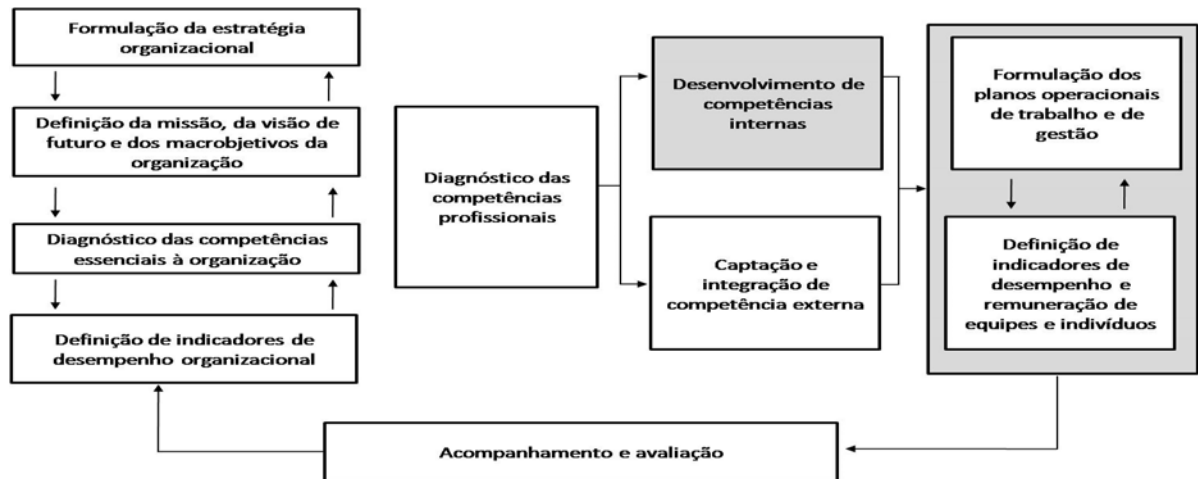 Formulação da estratégia
organizacional
Definição da missão, da visão de
futuro e dos macrobjetivos da
organização
Diagnóstico das competências
essenciais à organização
Definição de indicadores de
desempenho organizacional
Diagnóstico das
competências
profissionais
Desenvolvimento de
competências
internas
Captação e
integração de
competência externa
Formulação dos
planos operacionais
de trabalho e de
gestão
Definição de
indicadores de
desempenho e
remuneração de
equipes e indivíduos
Acompanhamento e avaliação